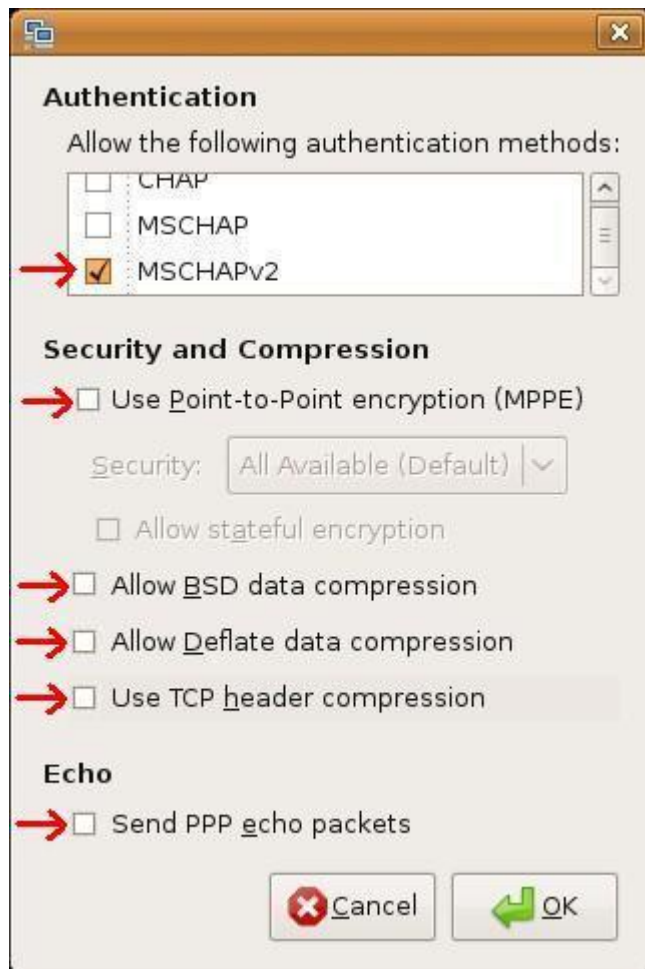 Authentication
Allow the following authentication methods:
CHAP
MSCHAP
MSCHAPv2
Security and Compression
Use Point-to-Point encryption (MPPE)
Security: All Available (Default)
Allow stateful encryption
Allow BSD data compression
Allow Deflate data compression
Use TCP header compression
Echo
Send PPP echo packets
Cancel OK